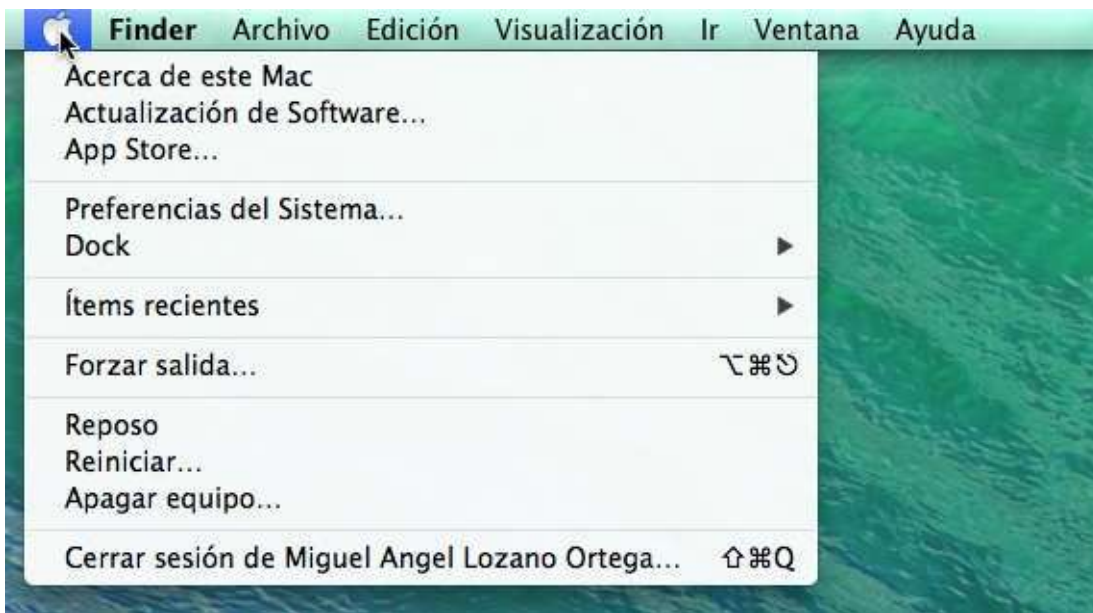 Finder Archivo Edición Visualización Ir Ventana Ayuda
Acerca de este Mac
Actualización de Software...
App Store...
Preferencias del Sistema...
Dock ▶
Ítems recientes ▶
Forzar salida... ⌥⌘⎋
Reposo
Reiniciar...
Apagar equipo...
Cerrar sesión de Miguel Angel Lozano Ortega... ⇧⌘Q